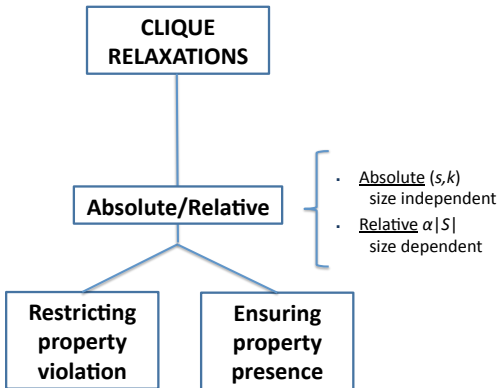 CLIQUE
RELAXATIONS
Absolute/Relative
· Absolute (s,k)
size independent
· Relative α|S|
size dependent
Restricting
property
violation
Ensuring
property
presence